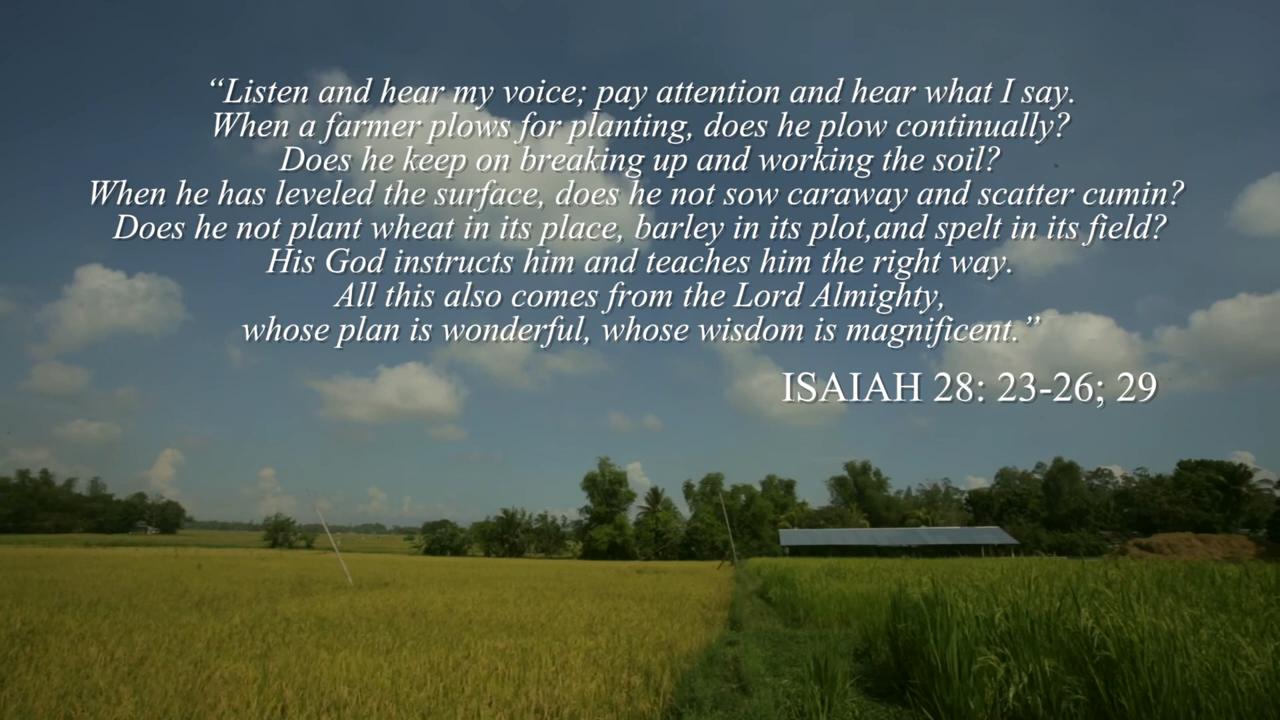 “Listen and hear my voice; pay attention and hear what I say.
When a farmer plows for planting, does he plow continually?
Does he keep on breaking up and working the soil?
When he has leveled the surface, does he not sow caraway and scatter cumin?
Does he not plant wheat in its place, barley in its plot,and spelt in its field?
His God instructs him and teaches him the right way.
All this also comes from the Lord Almighty,
whose plan is wonderful, whose wisdom is magnificent.”
ISAIAH 28: 23-26; 29